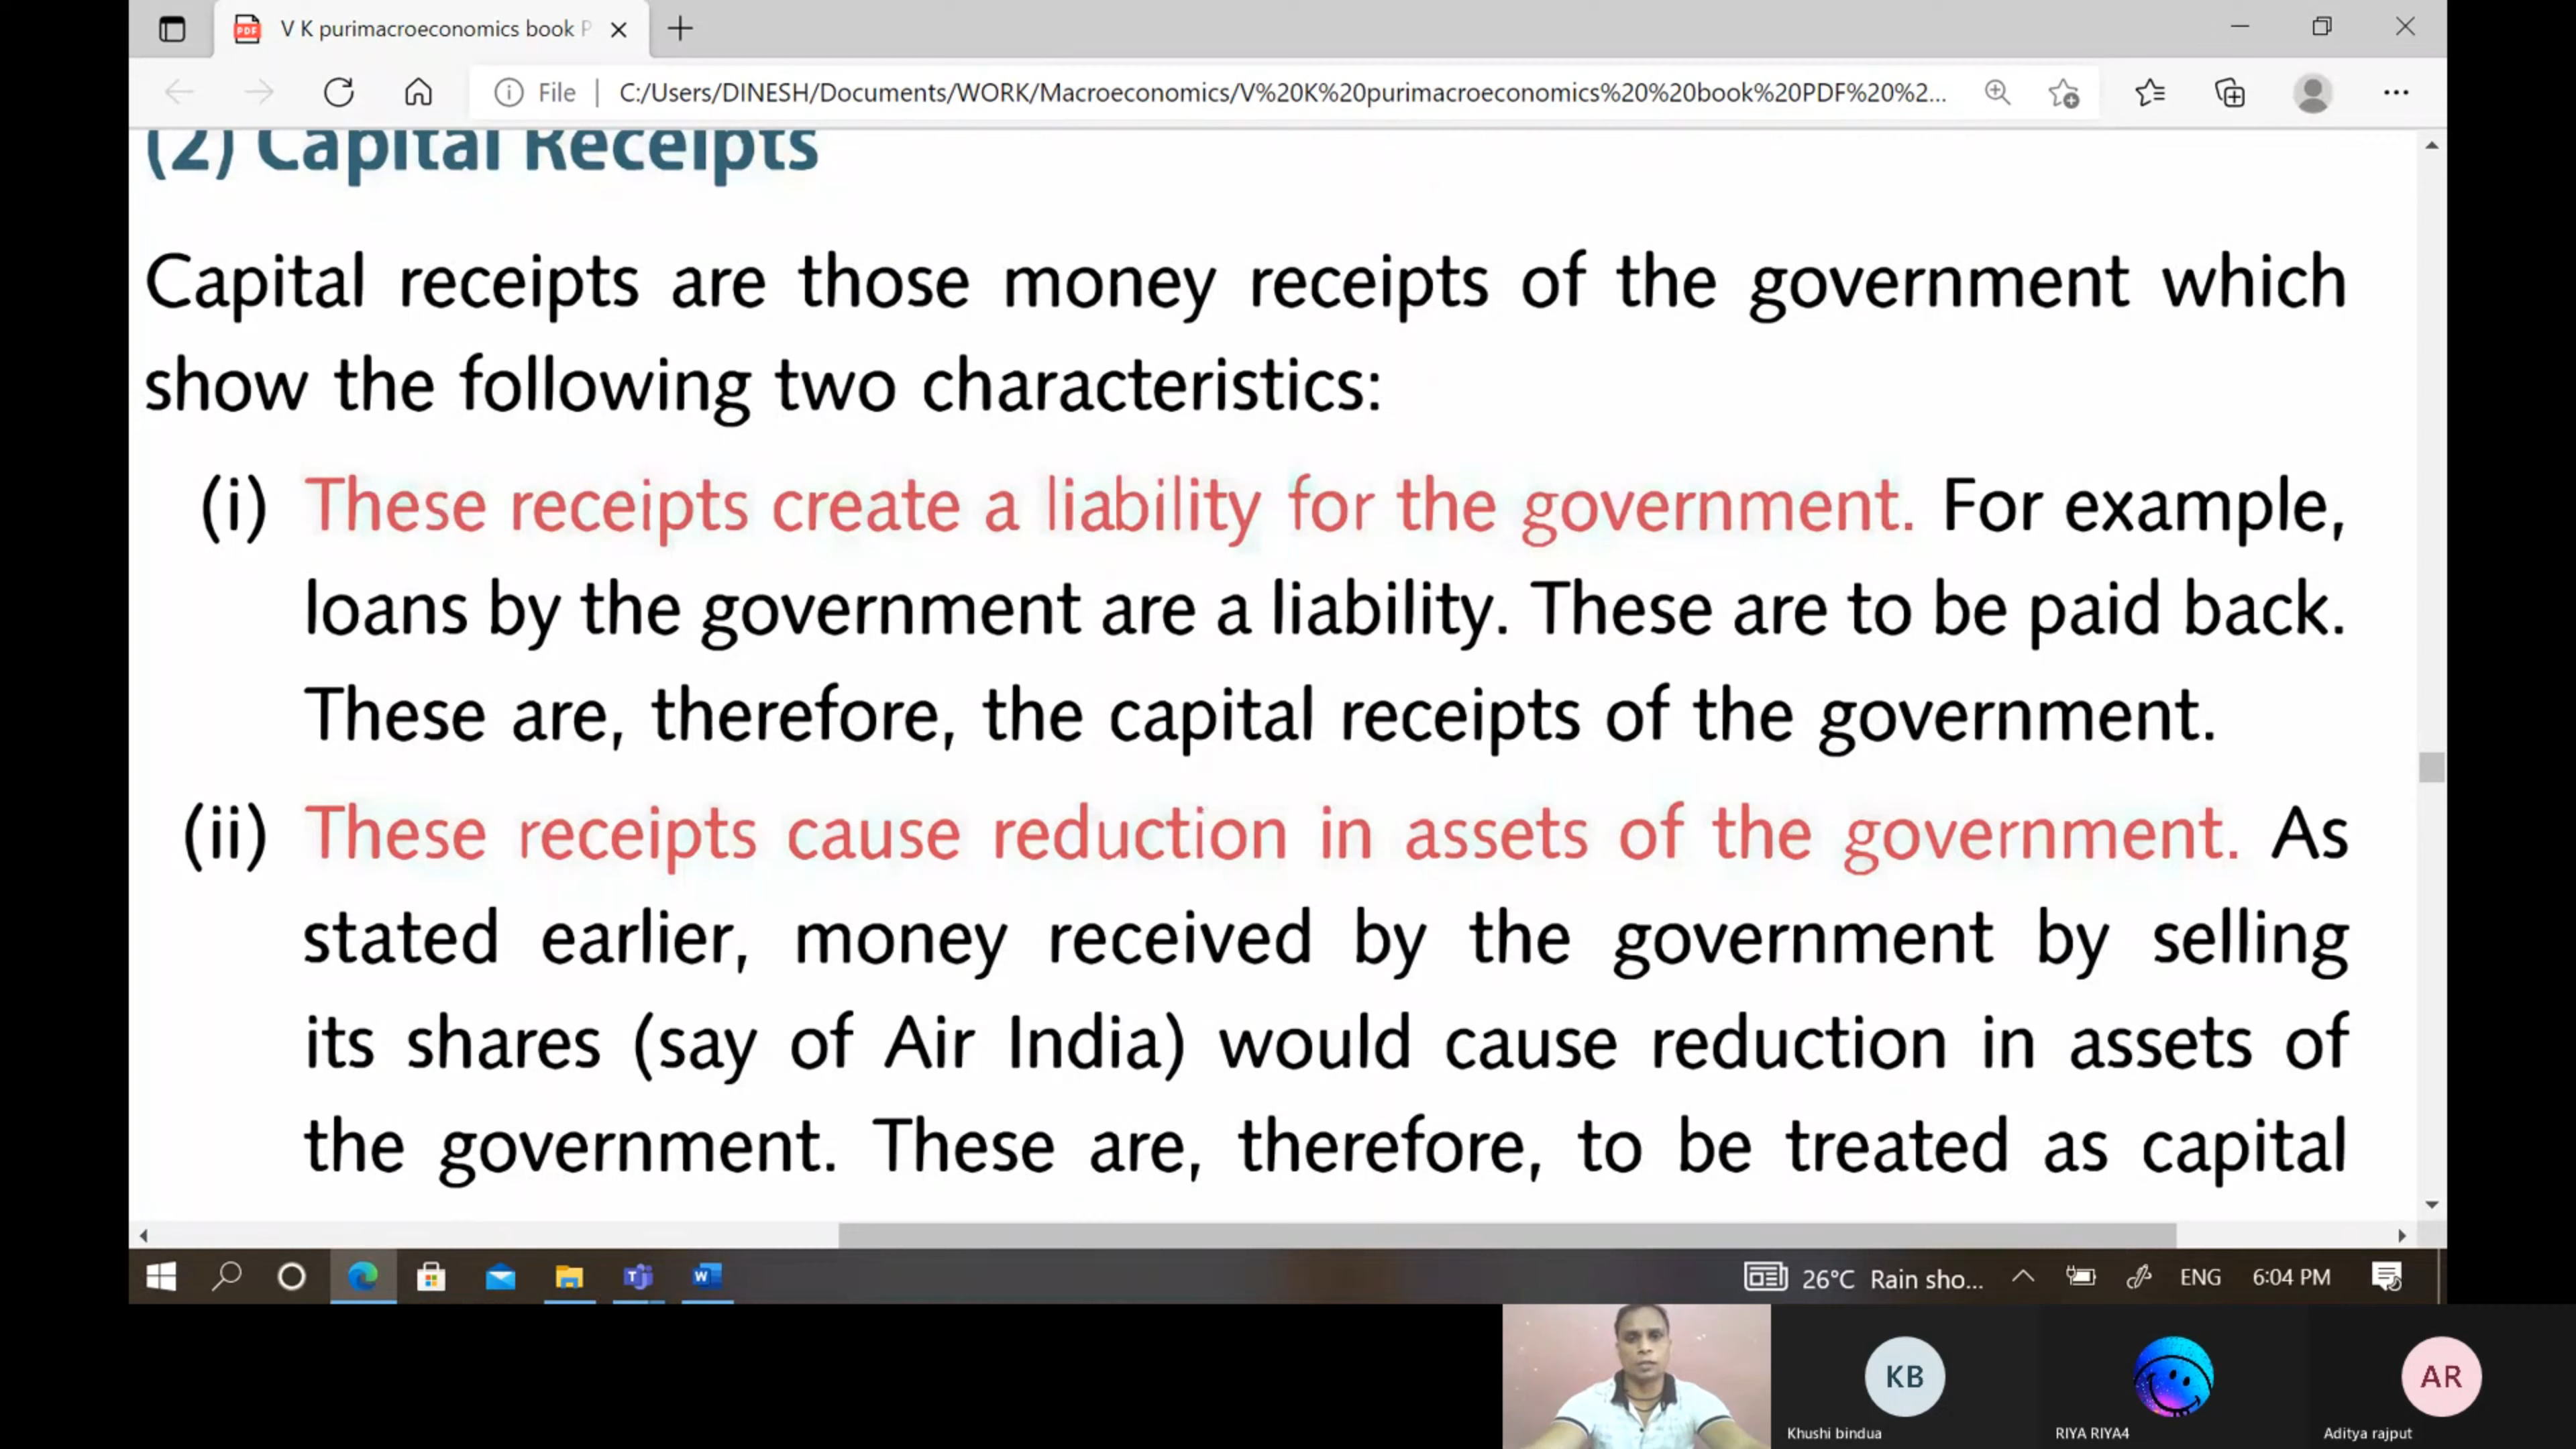 V K purimacroeconomics book P
File
C:/Users/DINESH/Documents/WORK/Macroeconomics/V%20K%20purimacroeconomics%20%20book%20PDF%20%2...
(2) Capital Receipts
Capital receipts are those money receipts of the government which
show the following two characteristics:
(i) These receipts create a liability for the government. For example,
loans by the government are a liability. These are to be paid back.
These are, therefore, the capital receipts of the government.
(ii) These receipts cause reduction in assets of the government. As
stated earlier, money received by the government by selling
its shares (say of Air India) would cause reduction in assets of
the government. These are, therefore, to be treated as capital
26°C Rain sho... ENG 6:04 PM
KB
AR
Khushi bindua
RIYA RIYA4
Aditya rajput